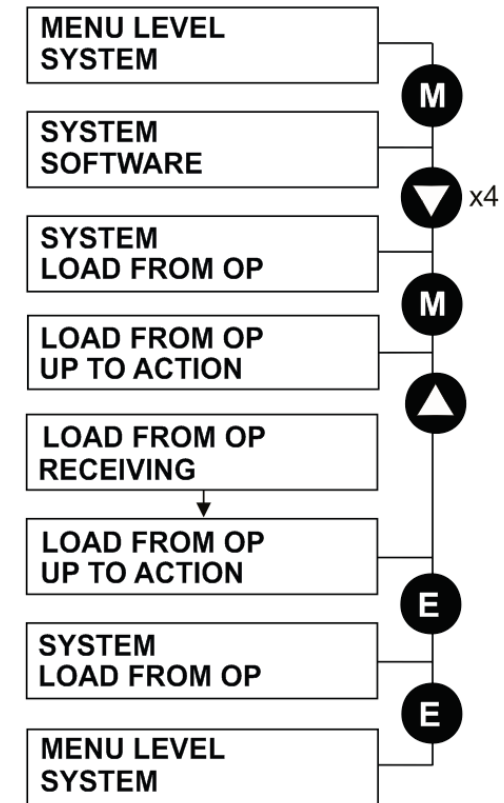 MENU LEVEL
SYSTEM
M
SYSTEM
SOFTWARE
x4
SYSTEM
LOAD FROM OP
M
LOAD FROM OP
UP TO ACTION
LOAD FROM OP
RECEIVING
LOAD FROM OP
UP TO ACTION
E
SYSTEM
LOAD FROM OP
E
MENU LEVEL
SYSTEM